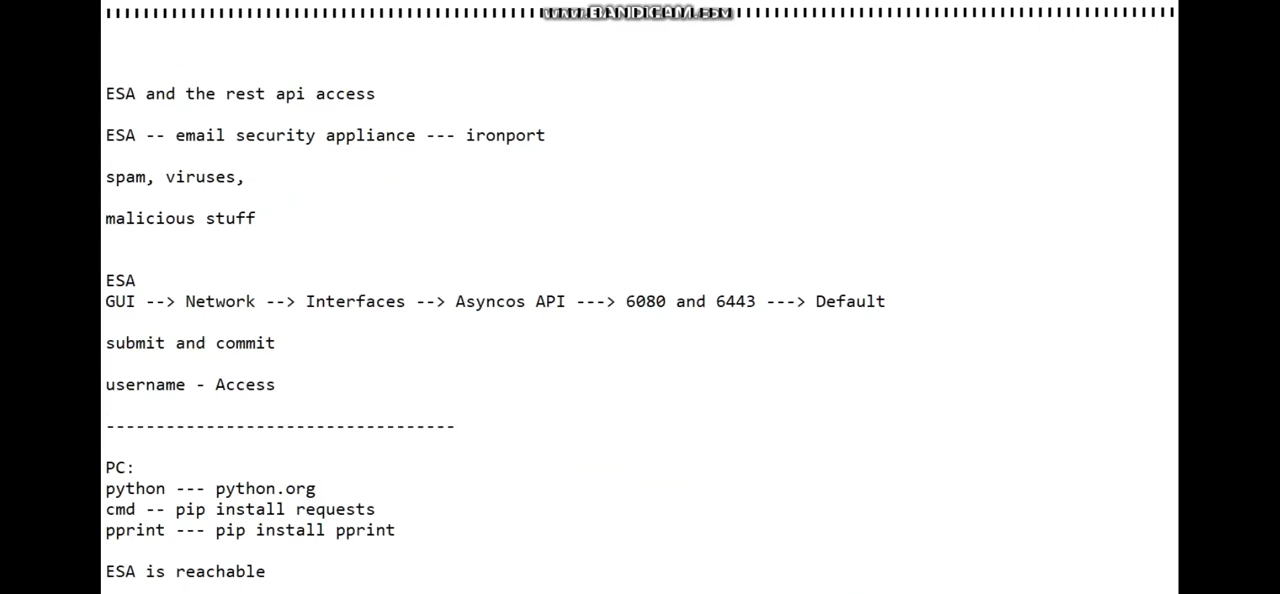 ESA and the rest api access
ESA -- email security appliance --- ironport
spam, viruses,
malicious stuff
ESA
GUI --> Network --> Interfaces --> Asyncos API ---> 6080 and 6443 ---> Default
submit and commit
username - Access
-----------------------------------
PC:
python --- python.org
cmd -- pip install requests
pprint --- pip install pprint
ESA is reachable